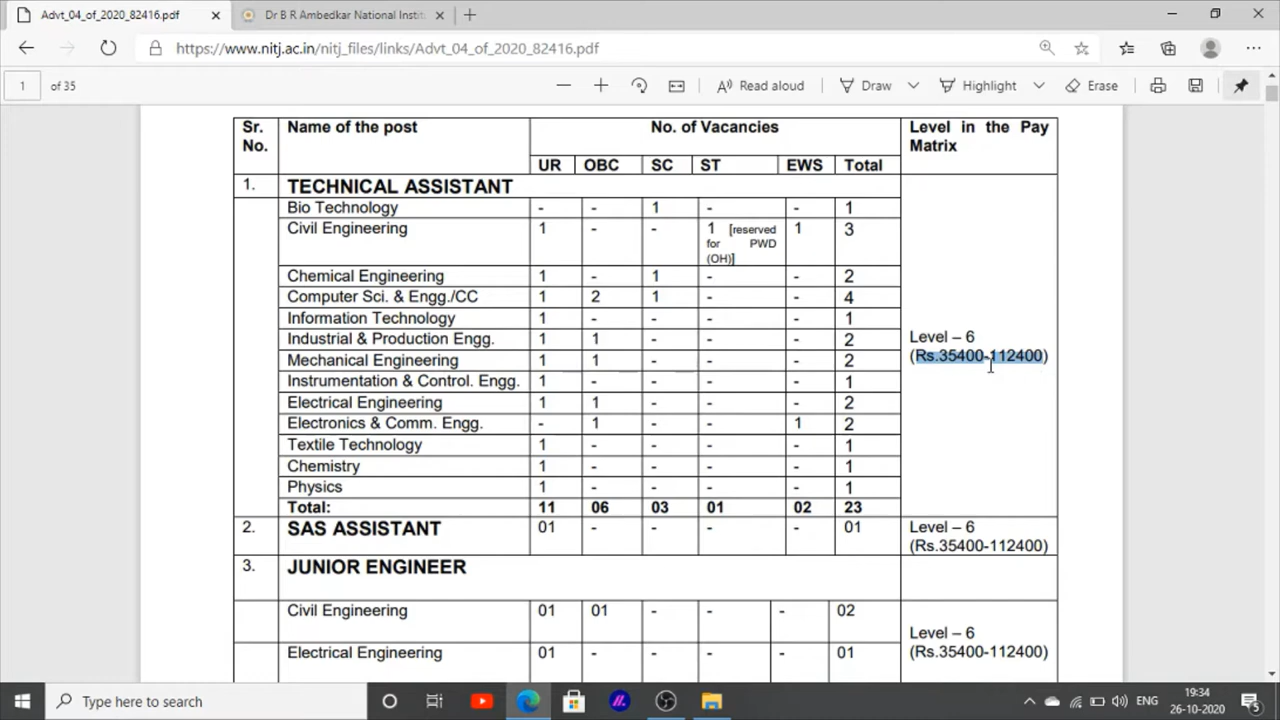 Advt_04_of_2020_82416.pdf
Dr B R Ambedkar National Instit
https://www.nitj.ac.in/nitj_files/links/Advt_04_of_2020_82416.pdf
1 of 35 Read aloud Draw Highlight Erase
Sr. No. Name of the post No. of Vacancies Level in the Pay Matrix
UR OBC SC ST EWS Total
1. TECHNICAL ASSISTANT
Bio Technology - - 1 - - 1
Civil Engineering 1 - - 1 [reserved for PWD (OH)] 1 3
Chemical Engineering 1 - 1 - - 2
Computer Sci. & Engg./CC 1 2 1 - - 4
Information Technology 1 - - - - 1
Level – 6
Industrial & Production Engg. 1 1 - - - 2
(Rs.35400-112400)
Mechanical Engineering 1 1 - - - 2
Instrumentation & Control. Engg. 1 - - - - 1
Electrical Engineering 1 1 - - - 2
Electronics & Comm. Engg. - 1 - - 1 2
Textile Technology 1 - - - - 1
Chemistry 1 - - - - 1
Physics 1 - - - - 1
Total: 11 06 03 01 02 23
2. SAS ASSISTANT 01 - - - - 01 Level – 6
(Rs.35400-112400)
3. JUNIOR ENGINEER
Civil Engineering 01 01 - - - 02
Level – 6
Electrical Engineering 01 - - - - 01 (Rs.35400-112400)
Type here to search
ENG
19:34
26-10-2020
5